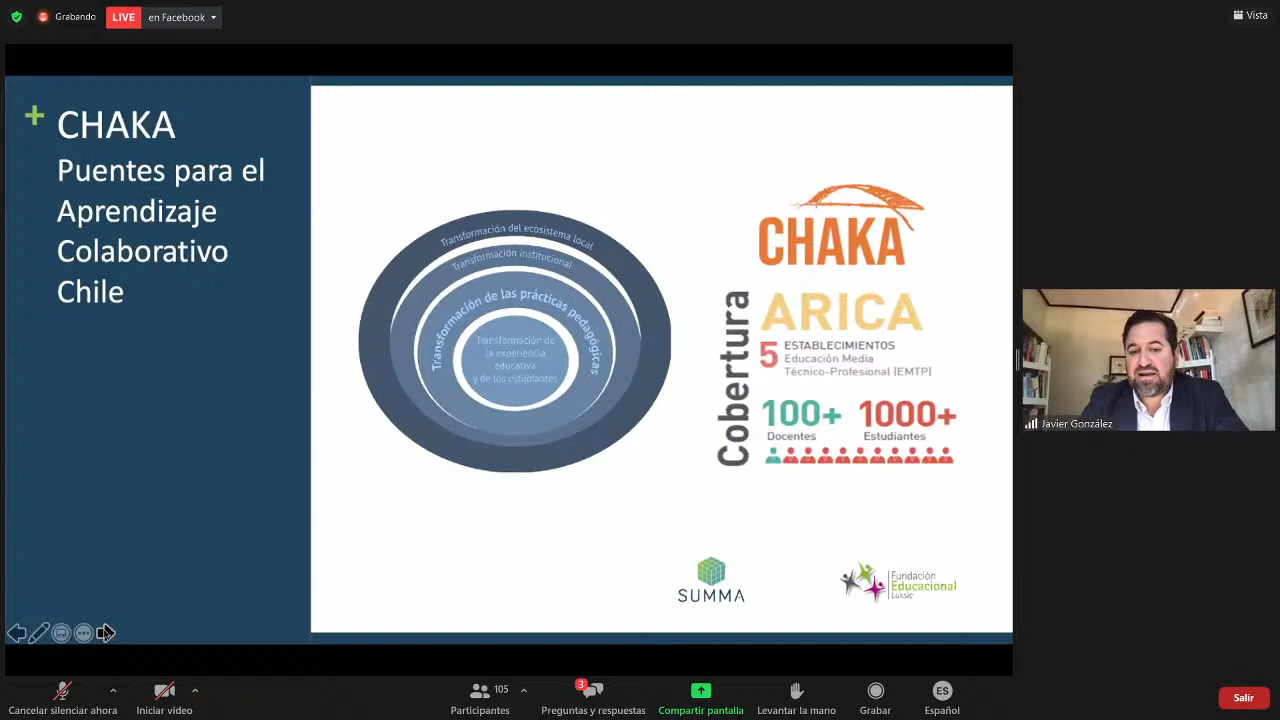 Grabando
LIVE
en Facebook
Vista
+ CHAKA
Puentes para el
Aprendizaje
Colaborativo
Chile
Transformación del ecosistema local
Transformación institucional
Transformación de las prácticas pedagógicas
Transformación de
la experiencia
educativa
y de los estudiantes
CHAKA
Cobertura
ARICA
5 ESTABLECIMIENTOS
Educación Media
Técnico-Profesional [EMTP]
100+ 1000+
Docentes Estudiantes
SUMMA
Fundación
Educacional
Luksic
Javier González
Cancelar silenciar ahora
Iniciar video
105
Participantes
3
Preguntas y respuestas
Compartir pantalla
Levantar la mano
Grabar
ES
Español
Salir